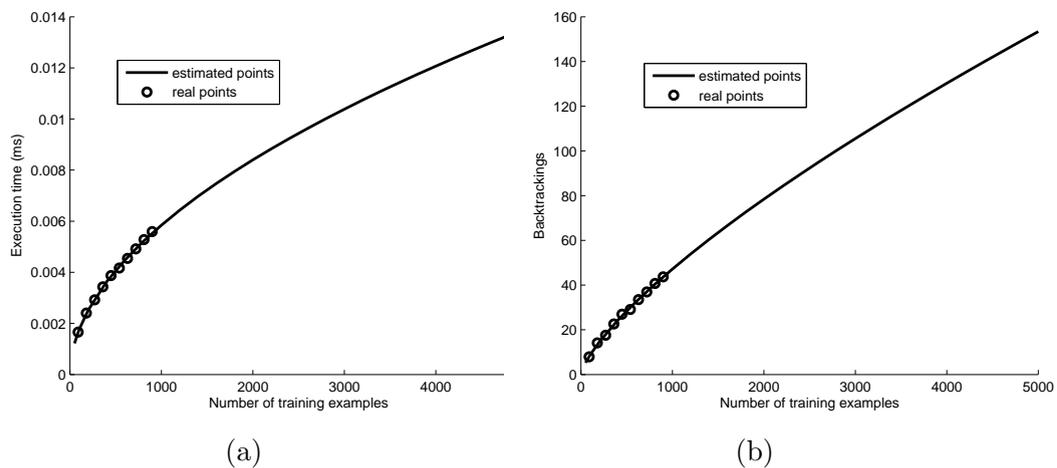 0.014
0.012
0.01
0.008
0.006
0.004
0.002
0
Execution time (ms)
estimated points
real points
0 1000 2000 3000 4000
Number of training examples
(a)
160
140
120
100
80
60
40
20
0
Backtrackings
estimated points
real points
0 1000 2000 3000 4000 5000
Number of training examples
(b)